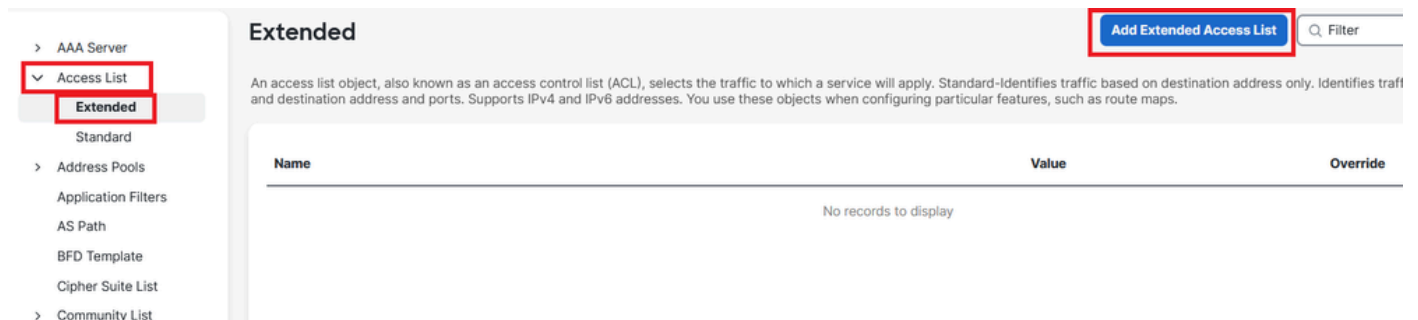 AAA Server
Access List
Extended
Standard
Address Pools
Application Filters
AS Path
BFD Template
Cipher Suite List
Community List
Extended
Add Extended Access List
Filter
An access list object, also known as an access control list (ACL), selects the traffic to which a service will apply. Standard-Identifies traffic based on destination address only. Identifies
and destination address and ports. Supports IPv4 and IPv6 addresses. You use these objects when configuring particular features, such as route maps.
Name Value Override
No records to display